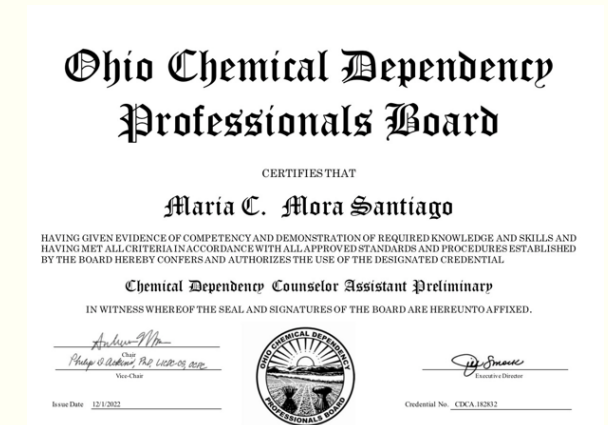 Ohio Chemical Dependency
Professionals Board
CERTIFIES THAT
Maria C. Mora Santiago
HAVING GIVEN EVIDENCE OF COMPETENCY AND DEMONSTRATION OF REQUIRED KNOWLEDGE AND SKILLS AND
HAVING MET ALL CRITERIA IN ACCORDANCE WITH ALL APPROVED STANDARDS AND PROCEDURES ESTABLISHED
BY THE BOARD HEREBY CONFERS AND AUTHORIZES THE USE OF THE DESIGNATED CREDENTIAL
Chemical Dependency Counselor Assistant Preliminary
IN WITNESS WHEREOF THE SEAL AND SIGNATURES OF THE BOARD ARE HEREUNTO AFFIXED.
Chair
Vice-Chair
OHIO CHEMICAL DEPENDENCY
PROFESSIONALS BOARD
Executive Director
Issue Date 12/1/2022
Credential No. CDCA.182832